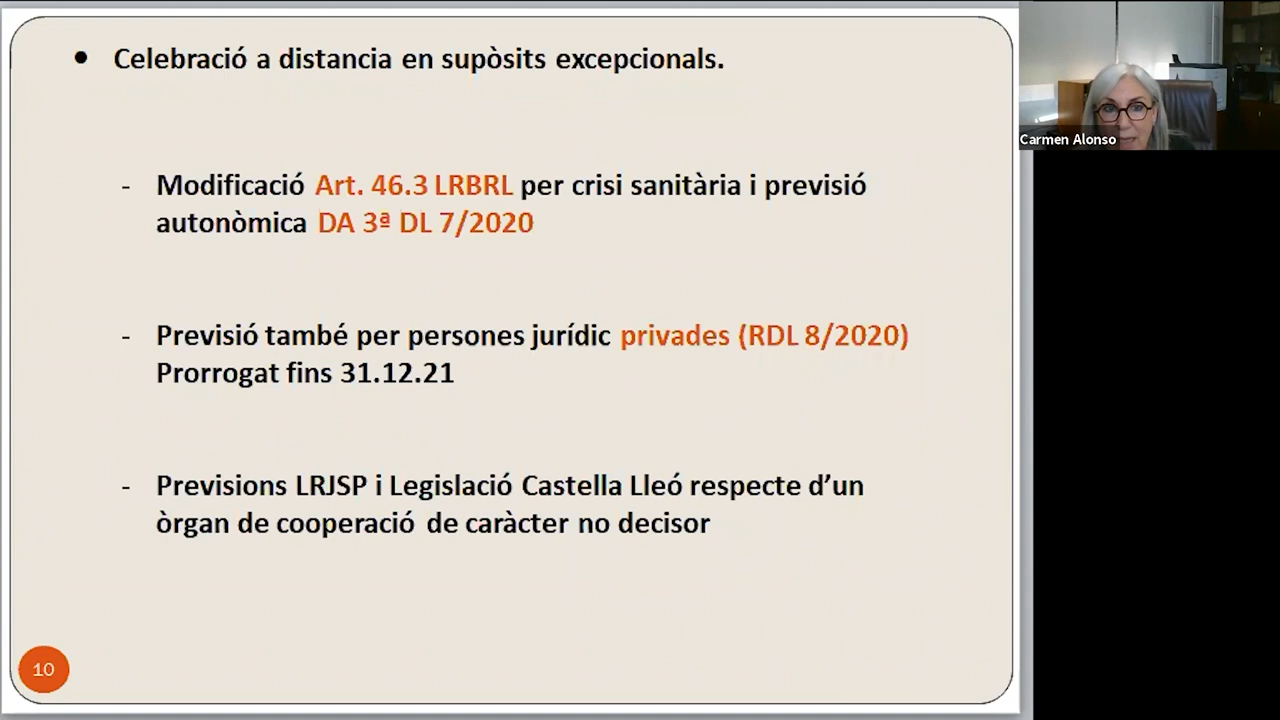 • Celebració a distancia en supòsits excepcionals.
- Modificació Art. 46.3 LRBRL per crisi sanitària i previsió
autonòmica DA 3ª DL 7/2020
- Previsió també per persones jurídic privades (RDL 8/2020)
Prorrogat fins 31.12.21
- Previsions LRJSP i Legislació Castella Lleó respecte d’un
òrgan de cooperació de caràcter no decisor
10
Carmen Alonso